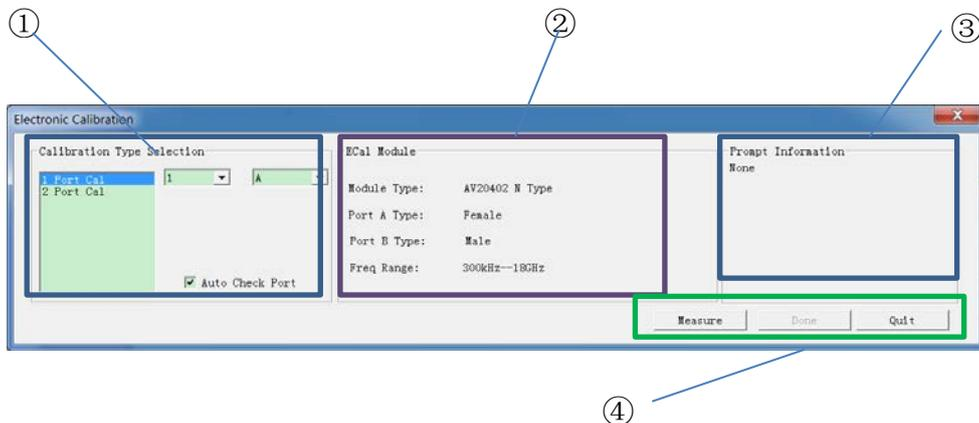 ① ② ③
Electronic Calibration
Calibration Type Selection
1 Port Cal
2 Port Cal
1
A
Auto Check Port
ECal Module
Module Type: AV20402 N Type
Port A Type: Female
Port B Type: Male
Freq Range: 300kHz--18GHz
Prompt Information
None
Measure Done Quit
④